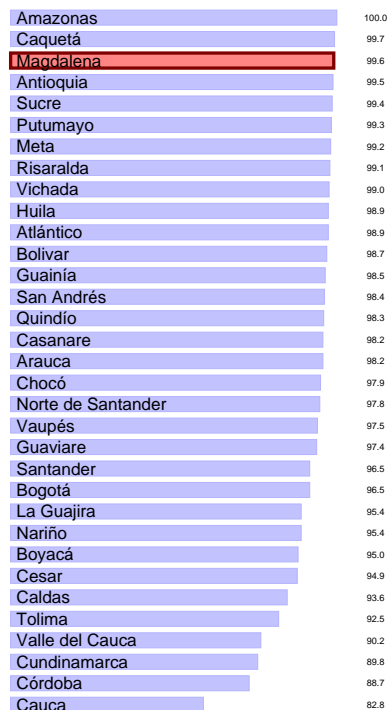 Amazonas 100.0
Caquetá 99.7
Magdalena 99.6
Antioquia 99.5
Sucre 99.4
Putumayo 99.3
Meta 99.2
Risaralda 99.1
Vichada 99.0
Huila 98.9
Atlántico 98.9
Bolivar 98.7
Guainía 98.5
San Andrés 98.4
Quindío 98.3
Casanare 98.2
Arauca 98.2
Chocó 97.9
Norte de Santander 97.8
Vaupés 97.5
Guaviare 97.4
Santander 96.5
Bogotá 96.5
La Guajira 95.4
Nariño 95.4
Boyacá 95.0
Cesar 94.9
Caldas 93.6
Tolima 92.5
Valle del Cauca 90.2
Cundinamarca 89.8
Córdoba 88.7
Cauca 82.8